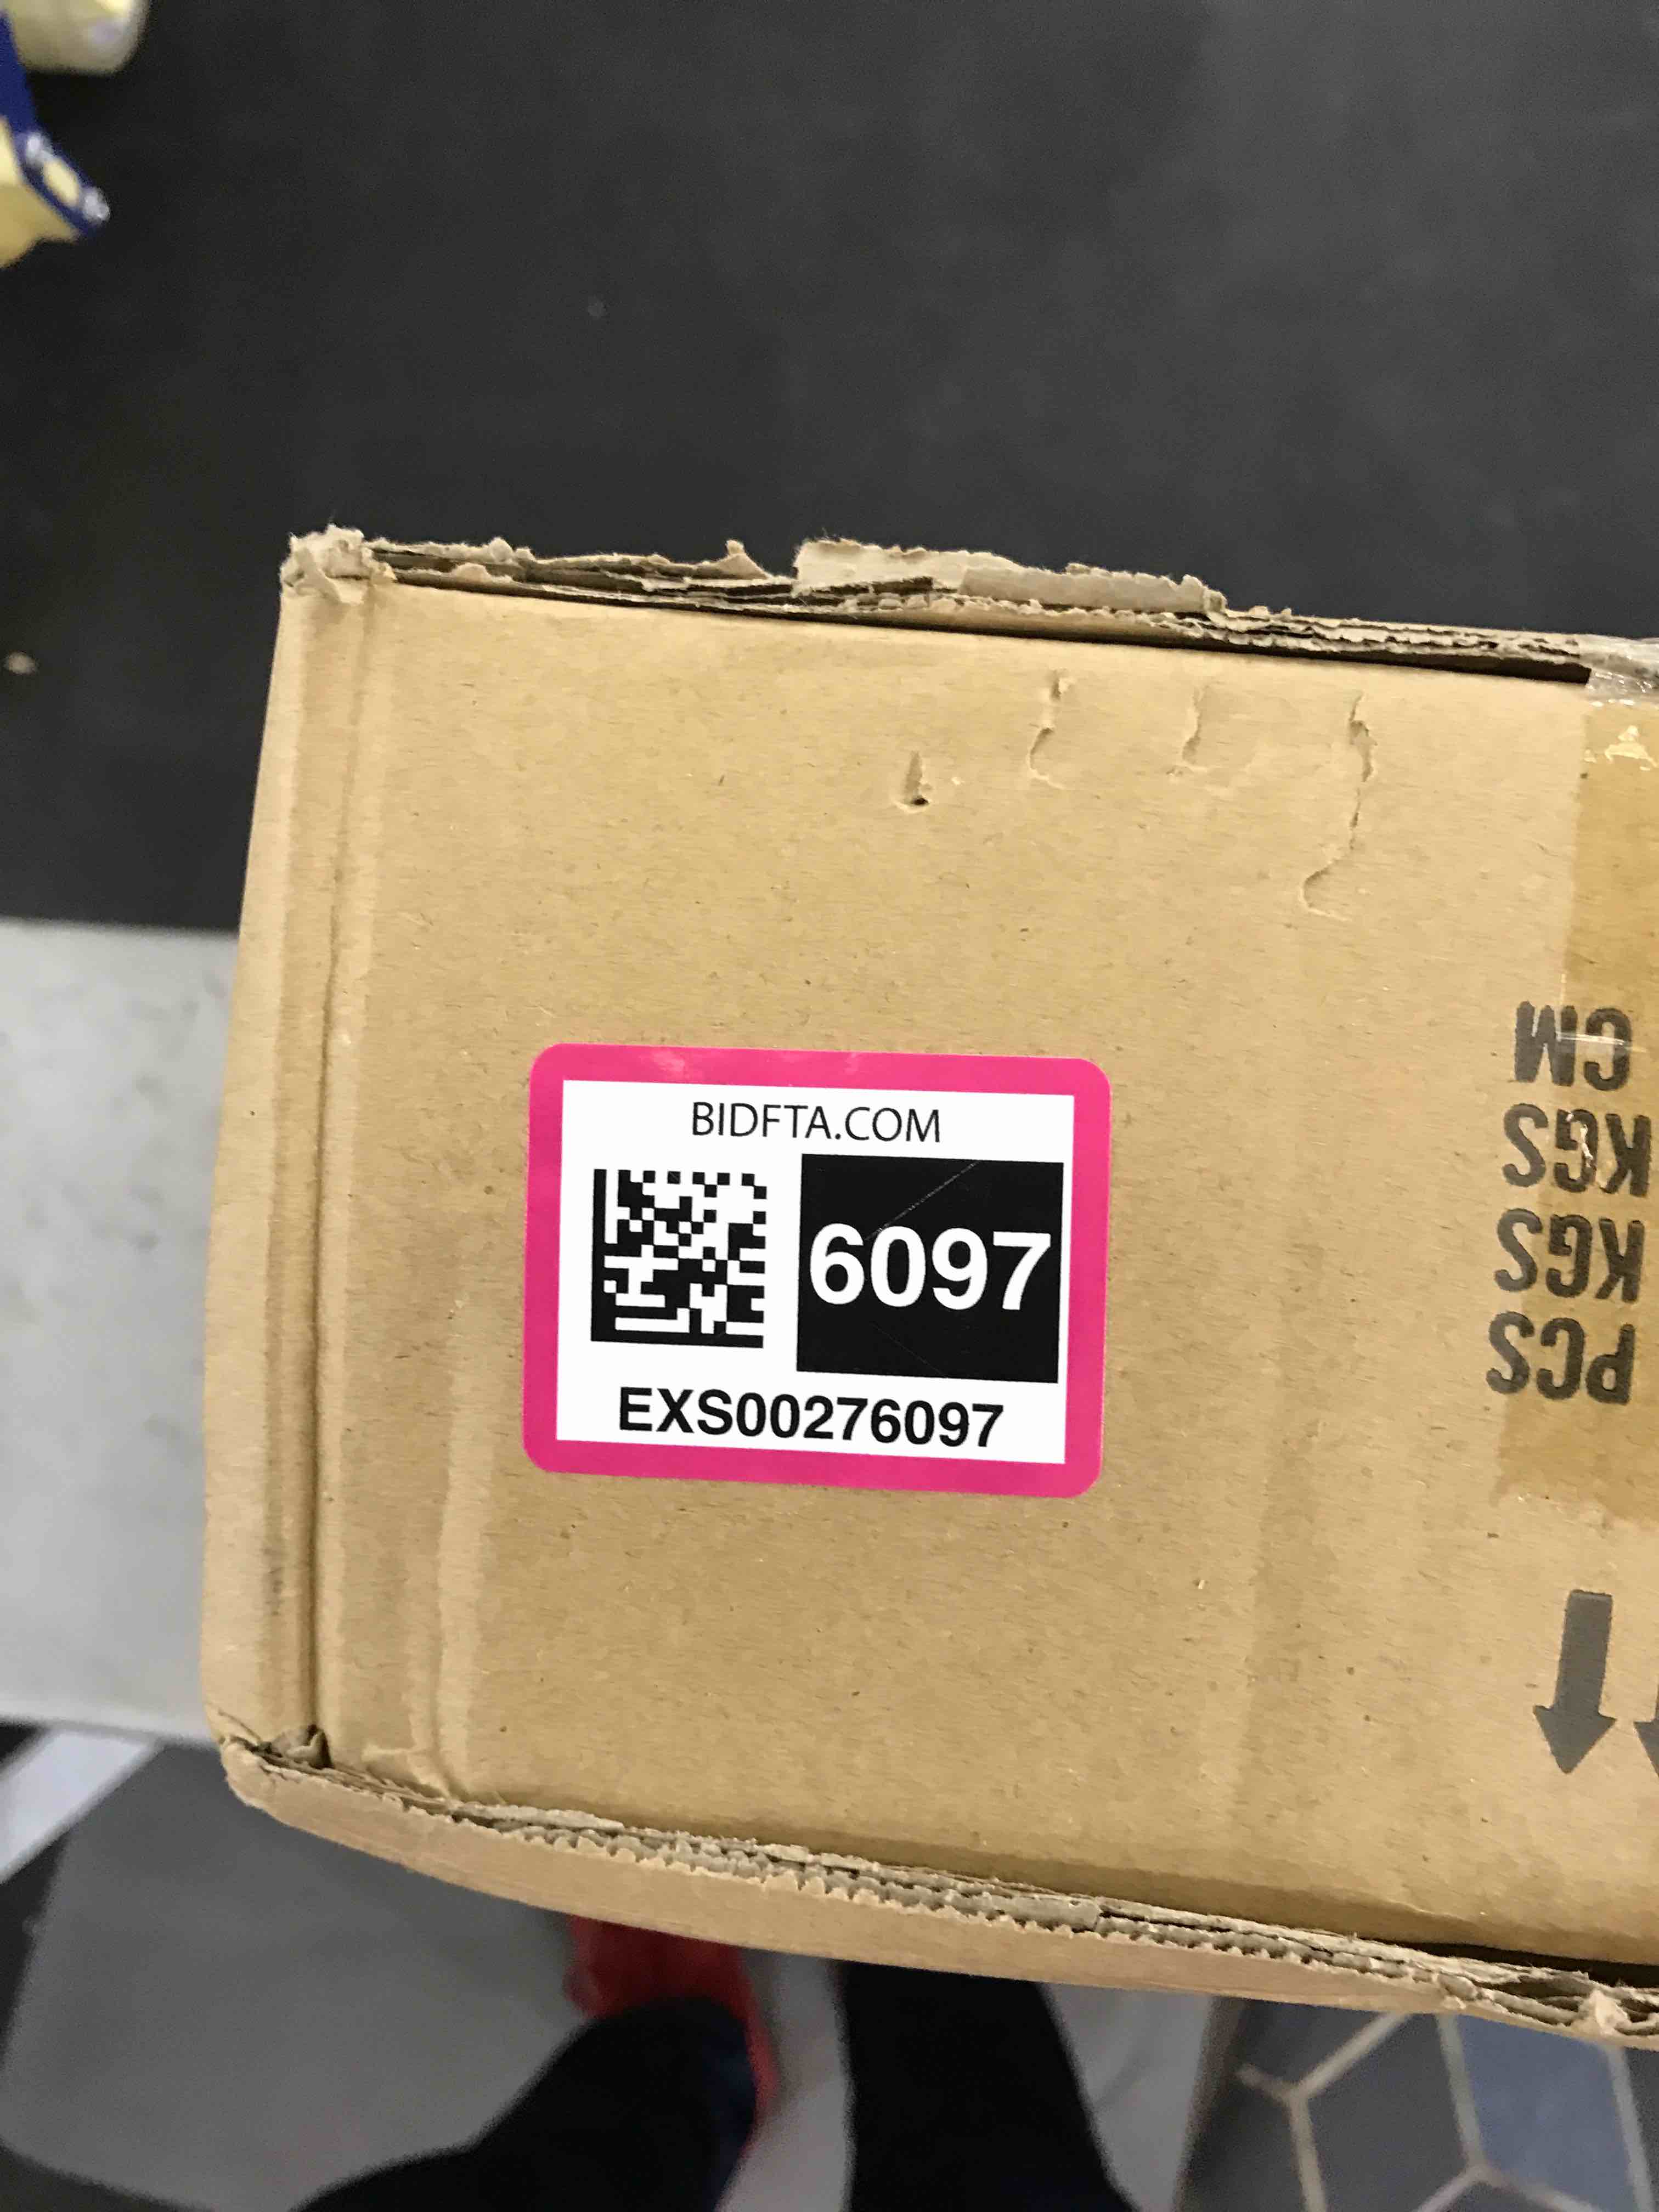 BIDFTA.COM
6097
EXS00276097
CM
KGS
KGS
PCS